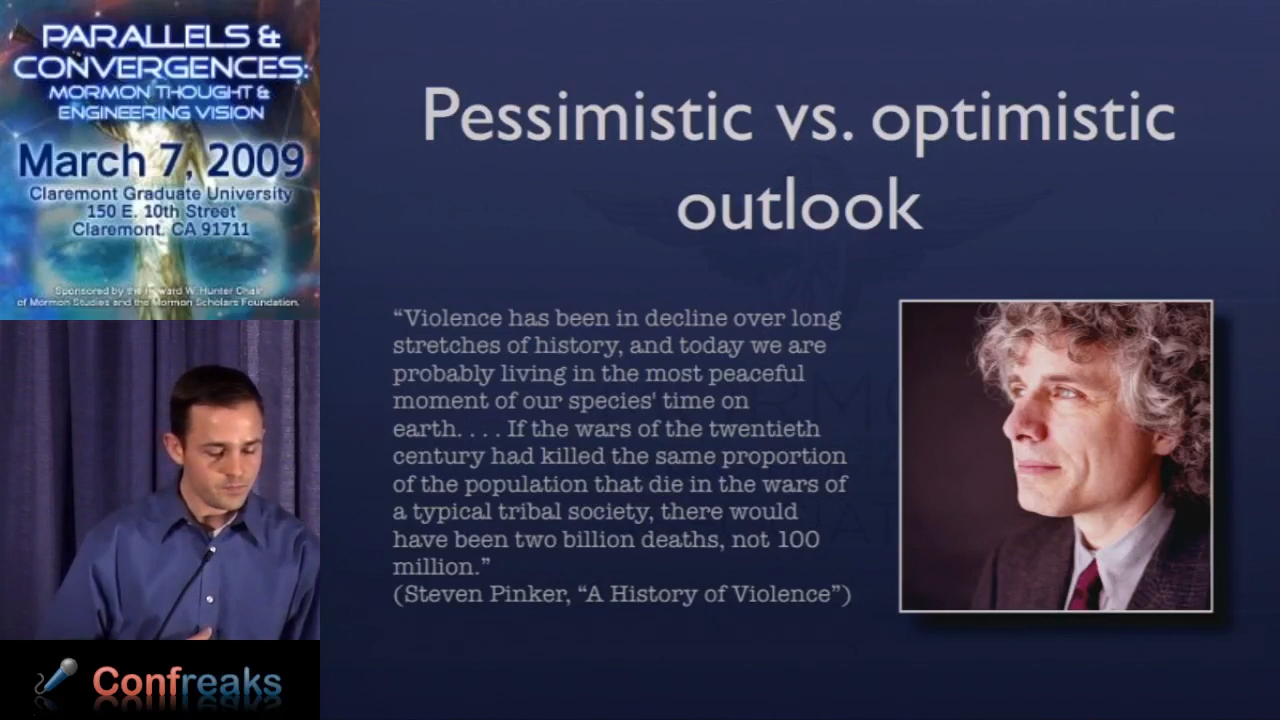 PARALLELS &
CONVERGENCES:
MORMON THOUGHT &
ENGINEERING VISION
March 7, 2009
Claremont Graduate University
150 E. 10th Street
Claremont, CA 91711
Sponsored by the Howard W. Hunter Chair
of Mormon Studies and the Mormon Scholars Foundation.
Confreaks
Pessimistic vs. optimistic
outlook
“Violence has been in decline over long
stretches of history, and today we are
probably living in the most peaceful
moment of our species' time on
earth. . . . If the wars of the twentieth
century had killed the same proportion
of the population that die in the wars of
a typical tribal society, there would
have been two billion deaths, not 100
million.”
(Steven Pinker, “A History of Violence”)